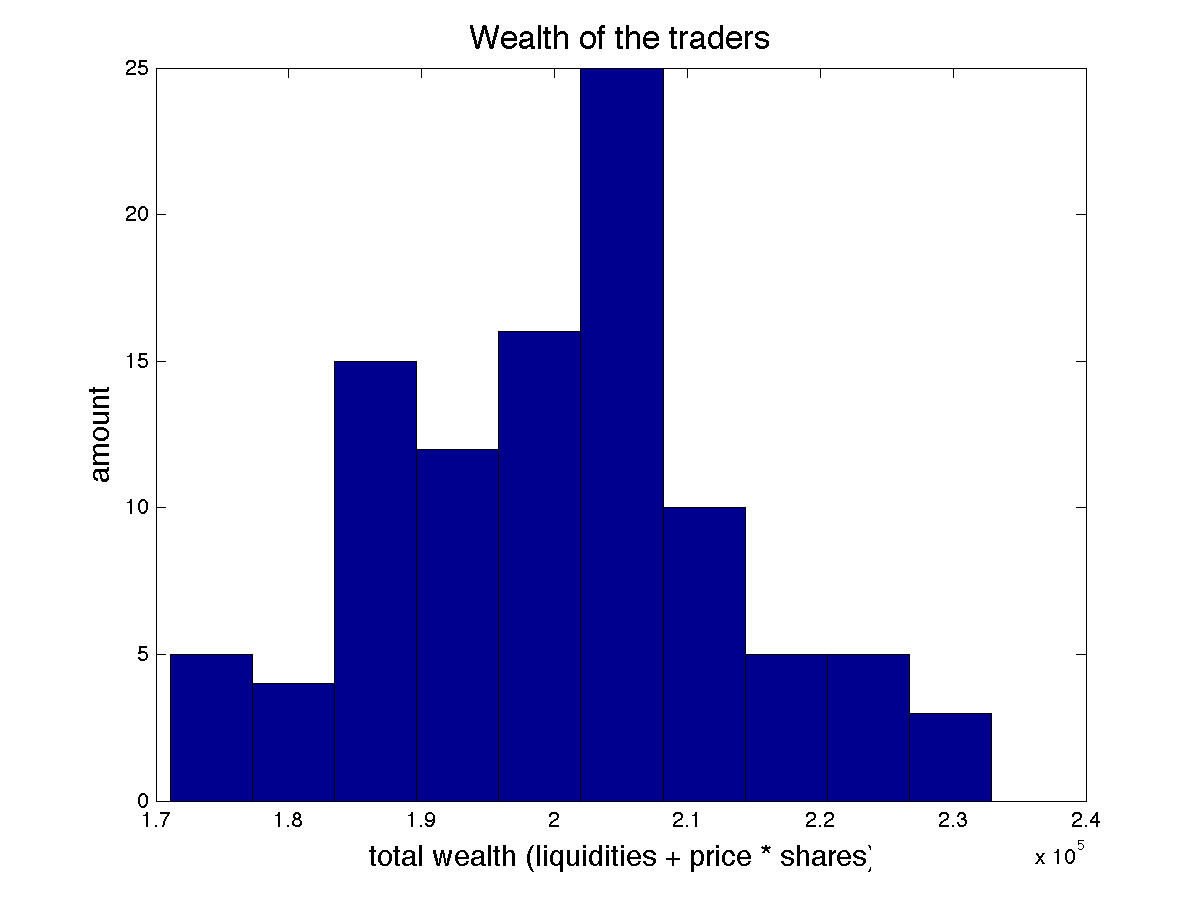 Wealth of the traders
25
20
15
10
5
0
amount
1.7 1.8 1.9 2 2.1 2.2 2.3 2.4
x 10^5
total wealth (liquidities + price * shares)